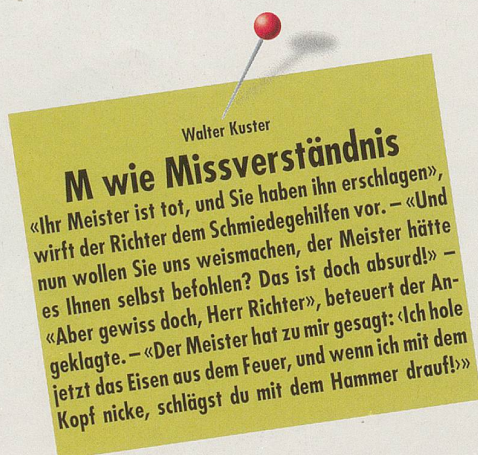 Walter Kuster
M wie Missverständnis
«Ihr Meister ist tot, und Sie haben ihn erschlagen»,
wirft der Richter dem Schmiedegehilfen vor. – «Und
nun wollen Sie uns weismachen, der Meister hätte
es Ihnen selbst befohlen? Das ist doch absurd!» –
«Aber gewiss doch, Herr Richter», beteuert der An-
geklagte. – «Der Meister hat zu mir gesagt: ‹Ich hole
jetzt das Eisen aus dem Feuer, und wenn ich mit dem
Kopf nicke, schlägst du mit dem Hammer drauf!›»